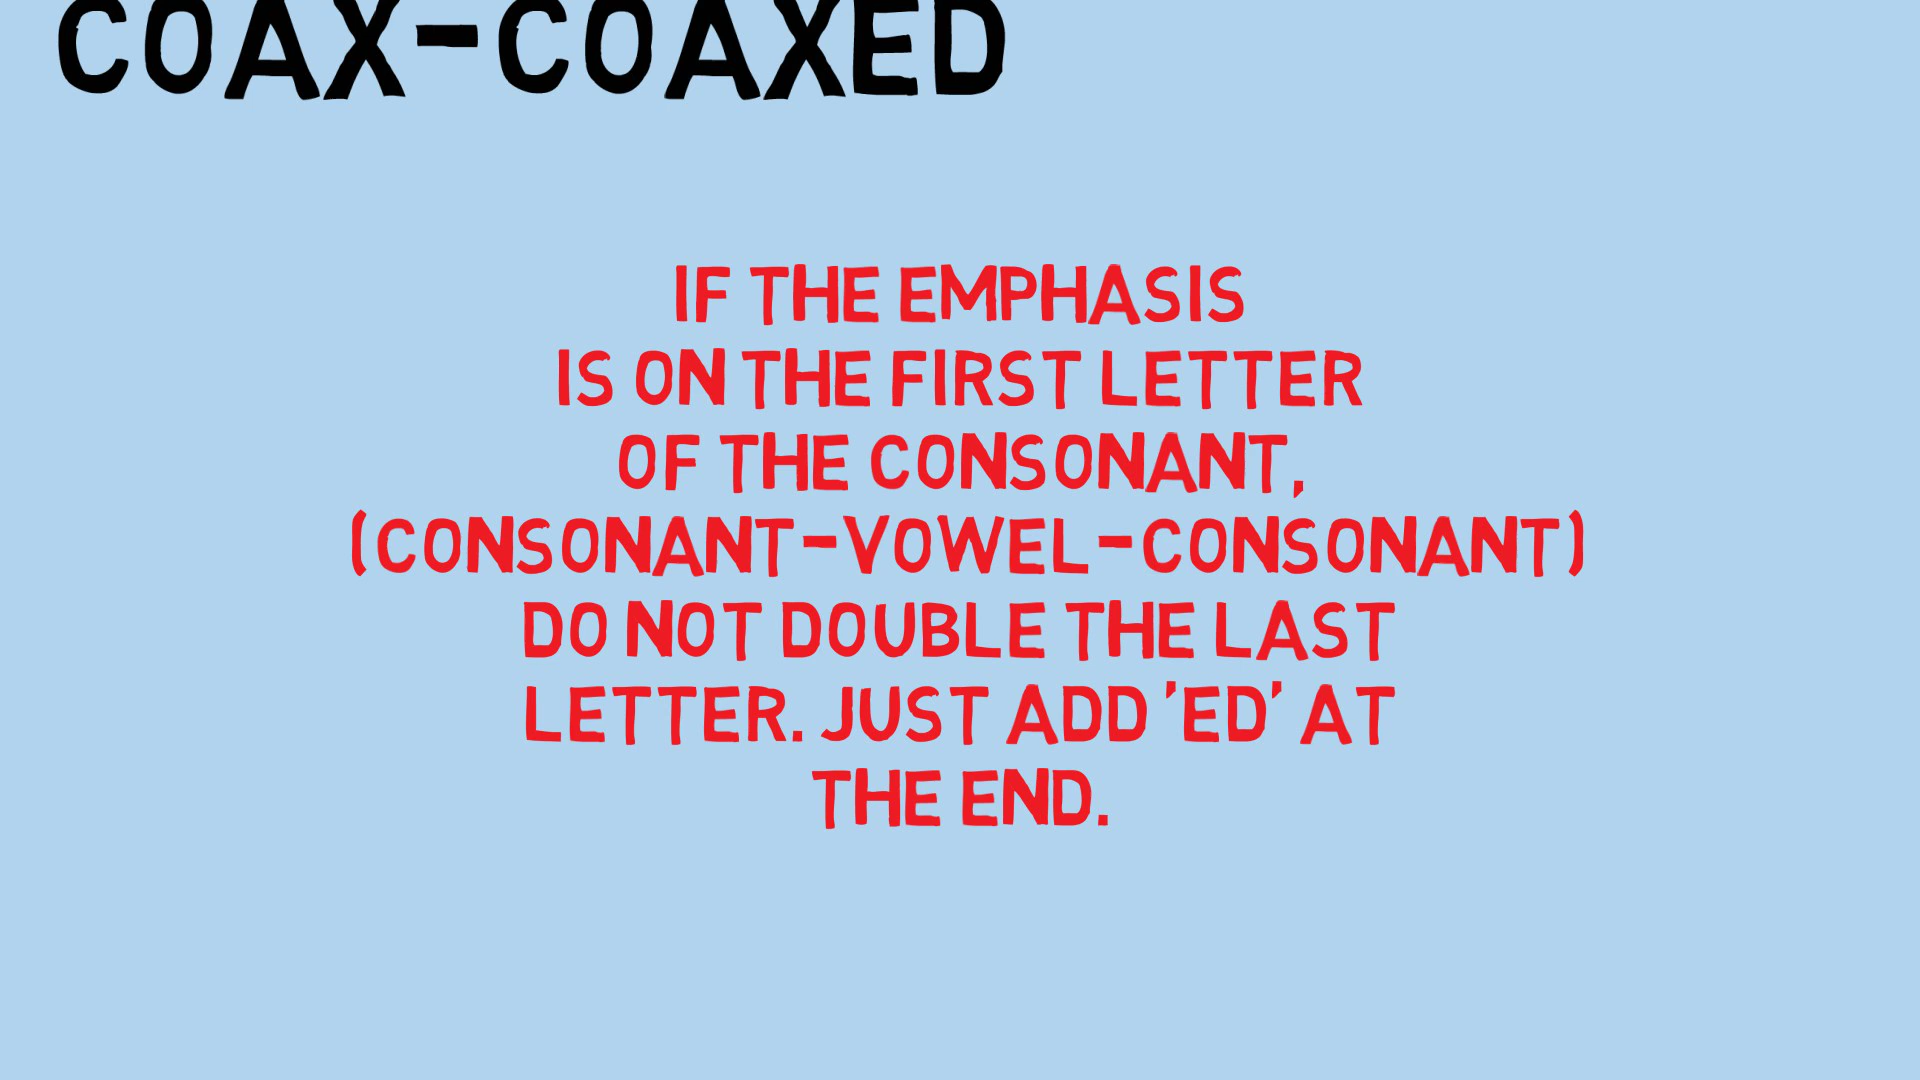 COAX-COAXED
IF THE EMPHASIS
IS ON THE FIRST LETTER
OF THE CONSONANT,
(CONSONANT-VOWEL-CONSONANT)
DO NOT DOUBLE THE LAST
LETTER. JUST ADD 'ED' AT
THE END.